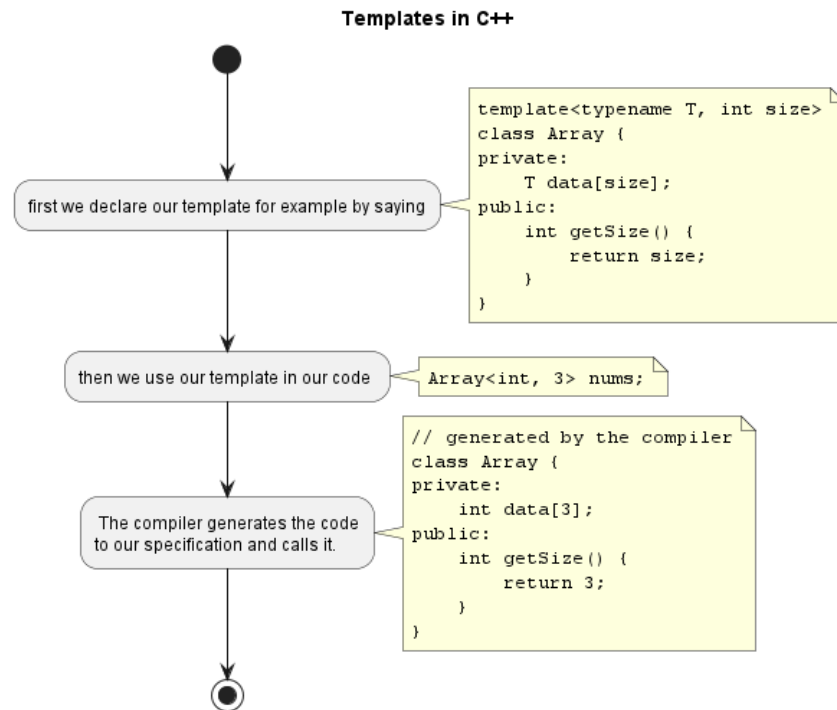 Templates in C++
first we declare our template for example by saying
template<typename T, int size>
class Array {
private:
    T data[size];
public:
    int getSize() {
        return size;
    }
}
then we use our template in our code
Array<int, 3> nums;
The compiler generates the code
to our specification and calls it.
// generated by the compiler
class Array {
private:
    int data[3];
public:
    int getSize() {
        return 3;
    }
}